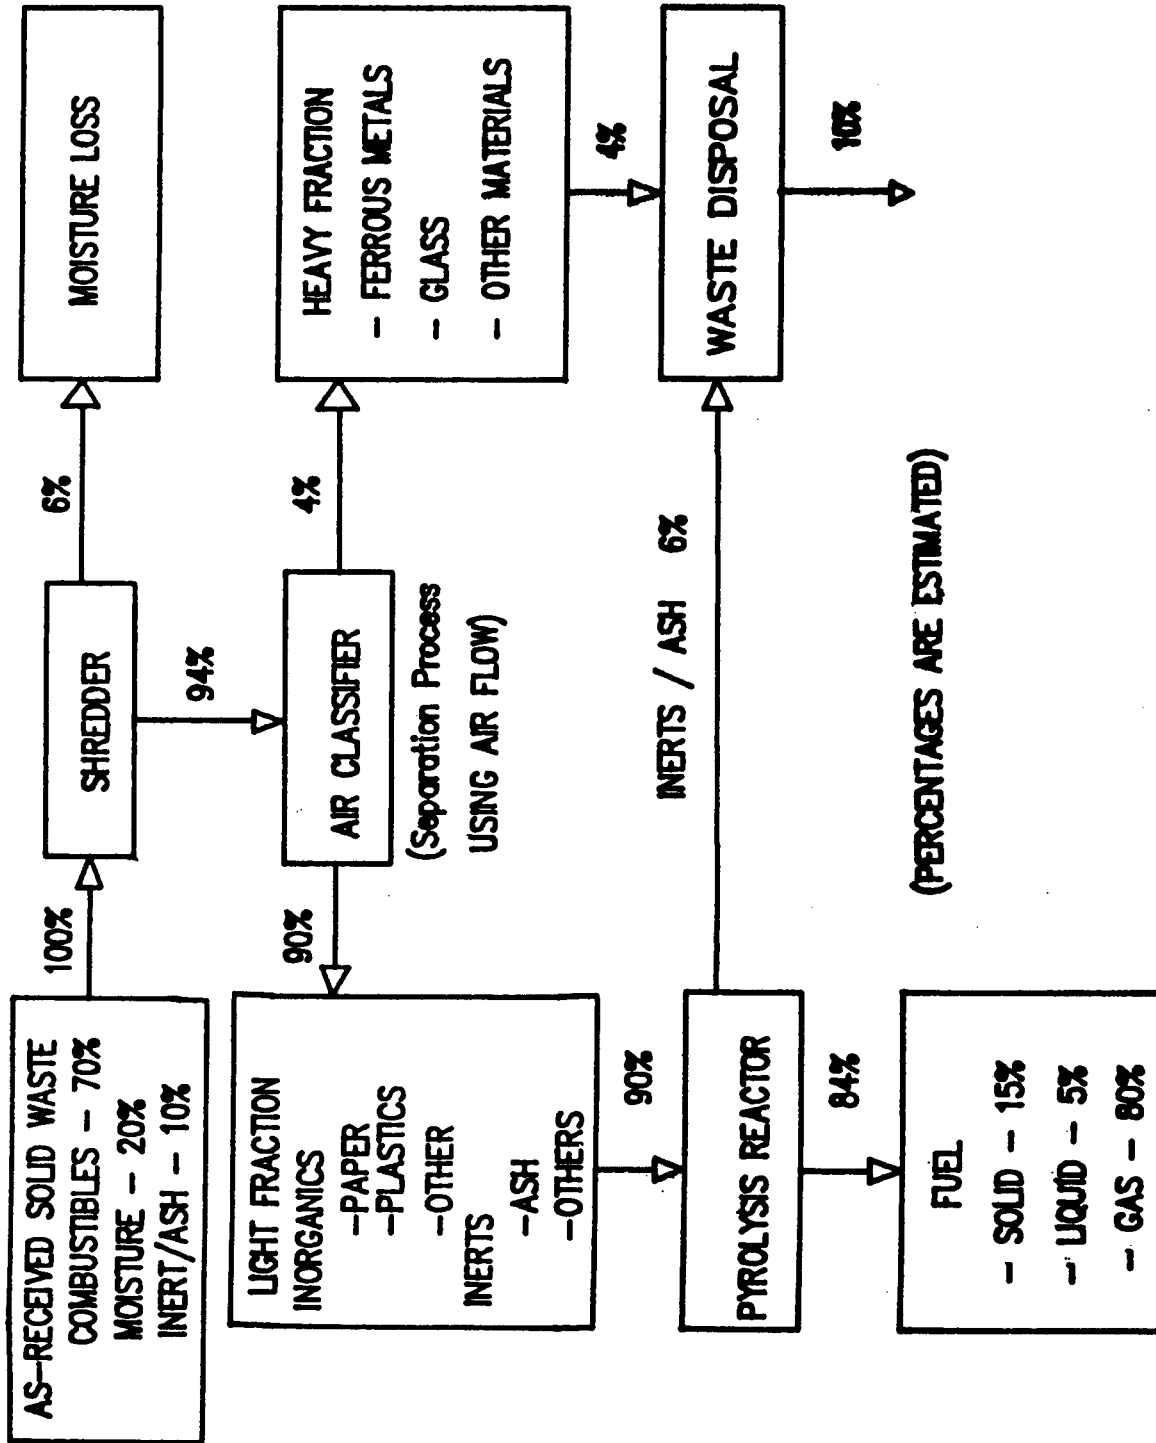 AS-RECEIVED SOLID WASTE
COMBUSTIBLES - 70%
MOISTURE - 20%
INERT/ASH - 10%
100%
SHREDDER
6%
MOISTURE LOSS
94%
LIGHT FRACTION
INORGANICS
-PAPER
-PLASTICS
-OTHER
INERTS
-ASH
-OTHERS
90%
AIR CLASSIFIER
(Separation Process
USING AIR FLOW)
4%
HEAVY FRACTION
- FERROUS METALS
- GLASS
- OTHER MATERIALS
90%
4%
PYROLYSIS REACTOR
INERTS / ASH 6%
WASTE DISPOSAL
84%
10%
FUEL
- SOLID - 15%
- LIQUID - 5%
- GAS - 80%
(PERCENTAGES ARE ESTIMATED)